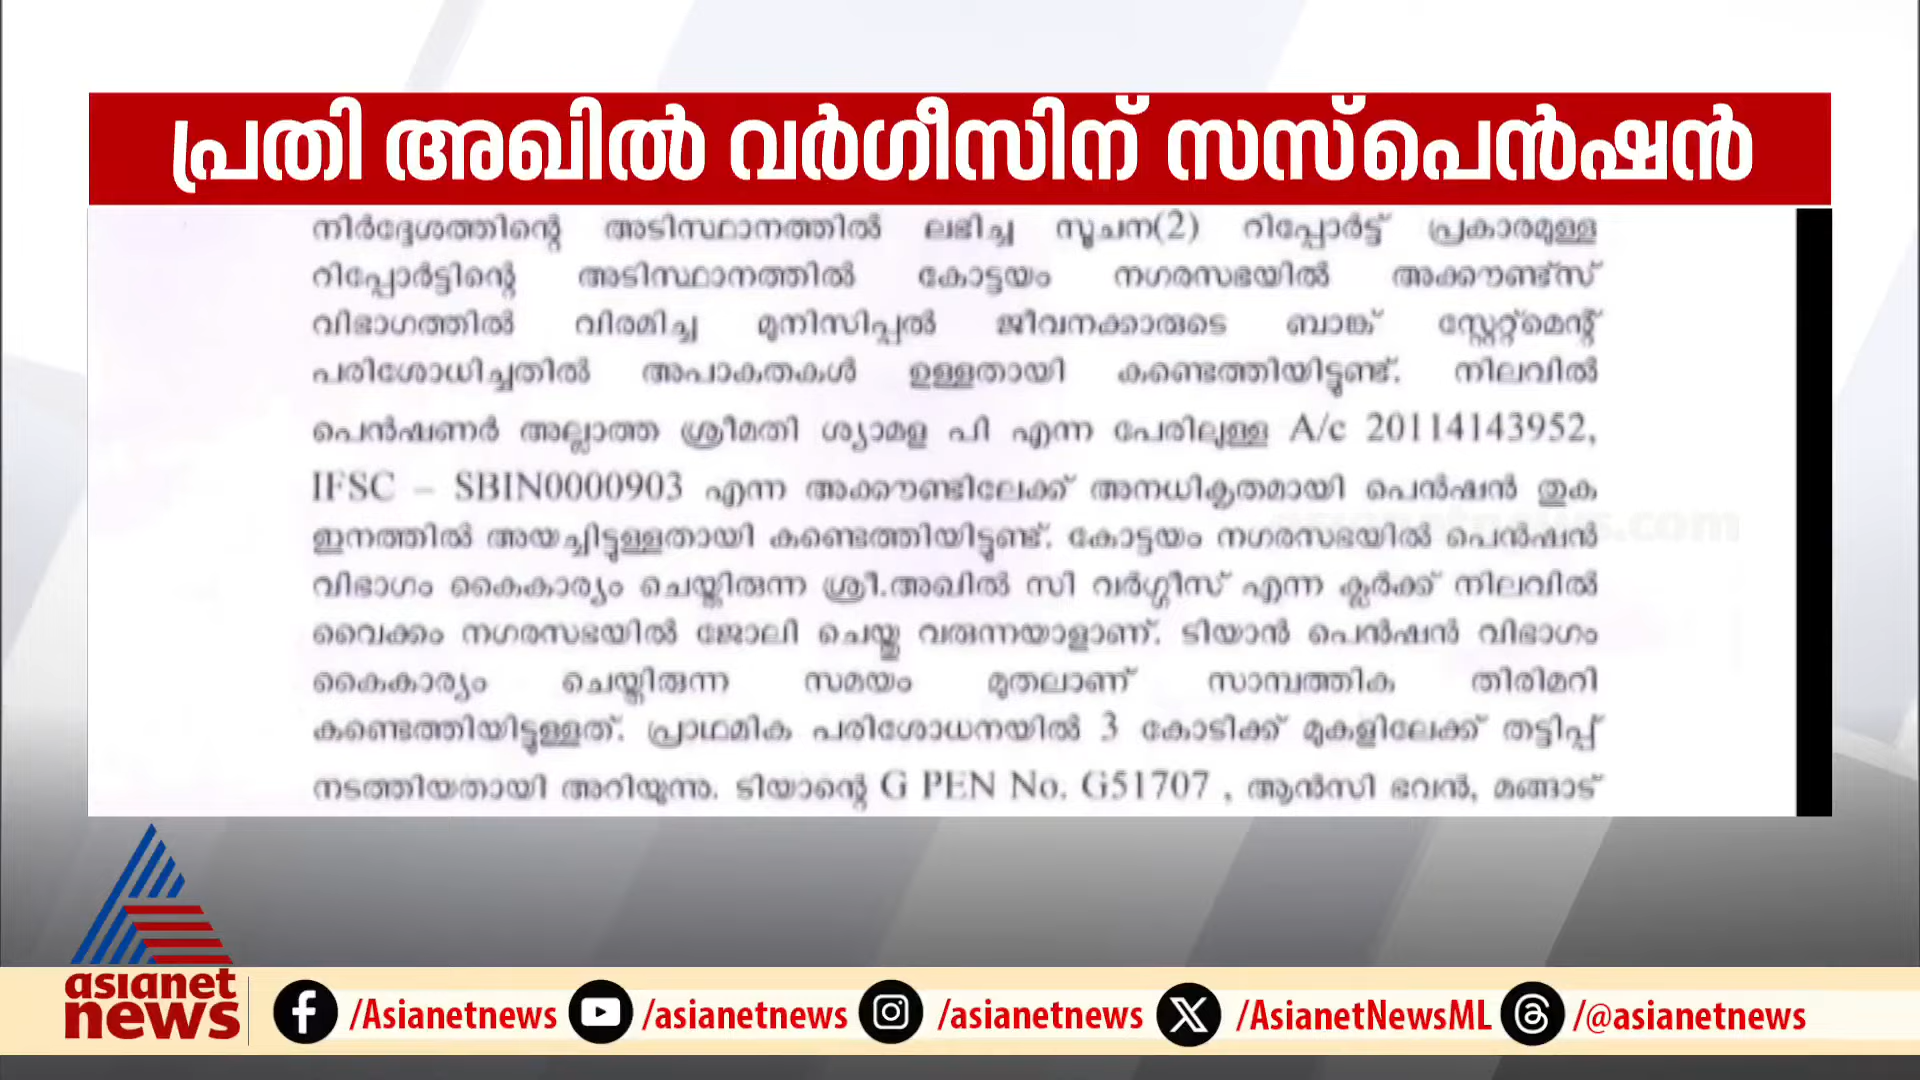 പ്രതി അഖിൽ വർഗീസിന് സസ്പെൻഷൻ
നിർദ്ദേശത്തിന്റെ അടിസ്ഥാനത്തിൽ ലഭിച്ച സൂചന(2) റിപ്പോർട്ട് പ്രകാരമുള്ള
റിപ്പോർട്ടിന്റെ അടിസ്ഥാനത്തിൽ കോട്ടയം നഗരസഭയിൽ അക്കൗണ്ട്സ്
വിഭാഗത്തിൽ വിരമിച്ച മുനിസിപ്പൽ ജീവനക്കാരുടെ ബാങ്ക് സ്റ്റേറ്റ്മെന്റ്
പരിശോധിച്ചതിൽ അപാകതകൾ ഉള്ളതായി കണ്ടെത്തിയിട്ടുണ്ട്. നിലവിൽ
പെൻഷണർ അല്ലാത്ത ശ്രീമതി ശ്യാമള പി എന്ന പേരിലുള്ള A/c 20114143952,
IFSC – SBIN0000903 എന്ന അക്കൗണ്ടിലേക്ക് അനധികൃതമായി പെൻഷൻ തുക
ഇനത്തിൽ അയച്ചിട്ടുള്ളതായി കണ്ടെത്തിയിട്ടുണ്ട്. കോട്ടയം നഗരസഭയിൽ പെൻഷൻ
വിഭാഗം കൈകാര്യം ചെയ്തിരുന്ന ശ്രീ.അഖിൽ സി വർഗ്ഗീസ് എന്ന ക്ലർക്ക് നിലവിൽ
വൈക്കം നഗരസഭയിൽ ജോലി ചെയ്തു വരുന്നയാളാണ്. ടിയാൻ പെൻഷൻ വിഭാഗം
കൈകാര്യം ചെയ്തിരുന്ന സമയം മുതലാണ് സാമ്പത്തിക തിരിമറി
കണ്ടെത്തിയിട്ടുള്ളത്. പ്രാഥമിക പരിശോധനയിൽ 3 കോടിക്ക് മുകളിലേക്ക് തട്ടിപ്പ്
നടത്തിയതായി അറിയുന്നു. ടിയാന്റെ G PEN No. G51707 , ആൻസി ഭവൻ, മങ്ങാട്
asianetnews.com
asianet
news
/Asianetnews /asianetnews /asianetnews /AsianetNewsML /@asianetnews